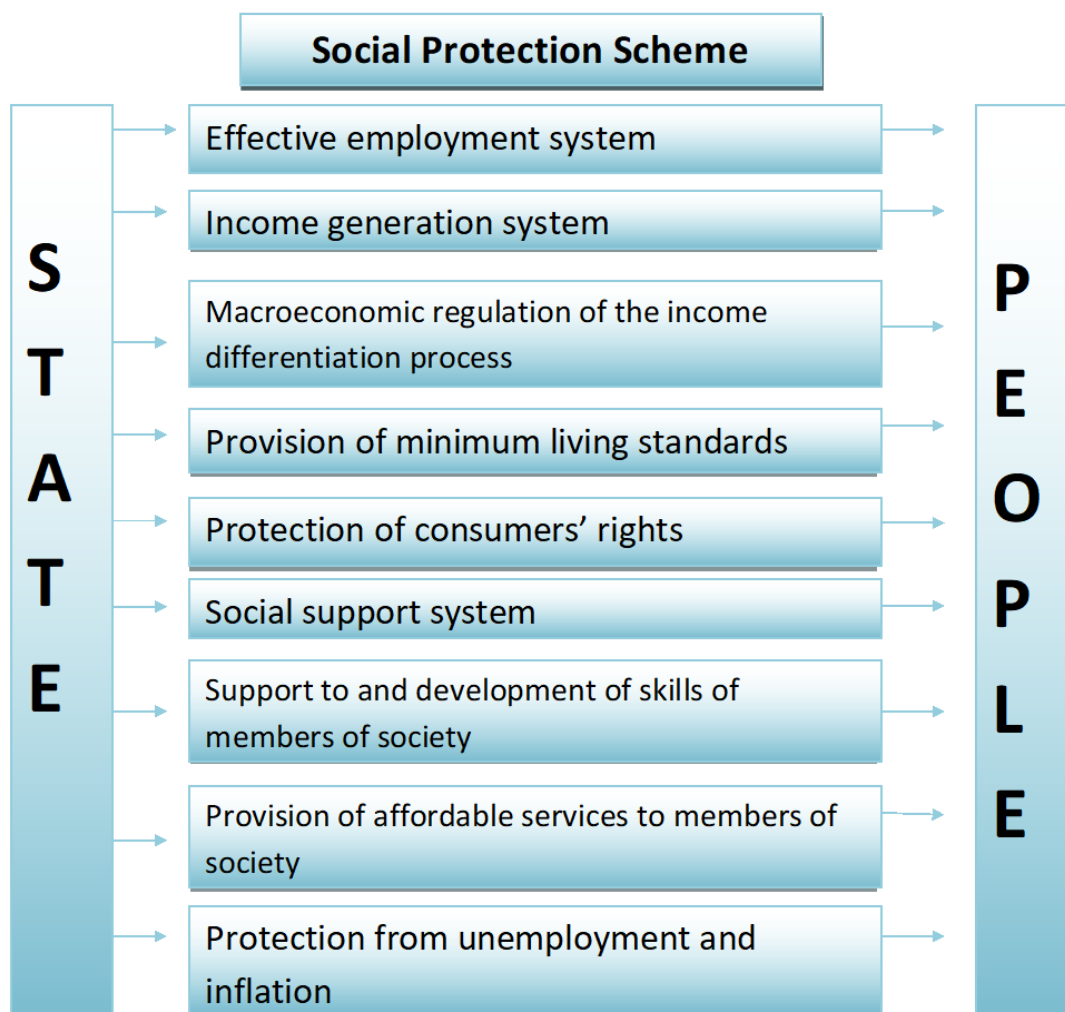 Social Protection Scheme
STATE
Effective employment system
Income generation system
Macroeconomic regulation of the income
differentiation process
Provision of minimum living standards
Protection of consumers’ rights
Social support system
Support to and development of skills of
members of society
Provision of affordable services to members of
society
Protection from unemployment and
inflation
PEOPLE